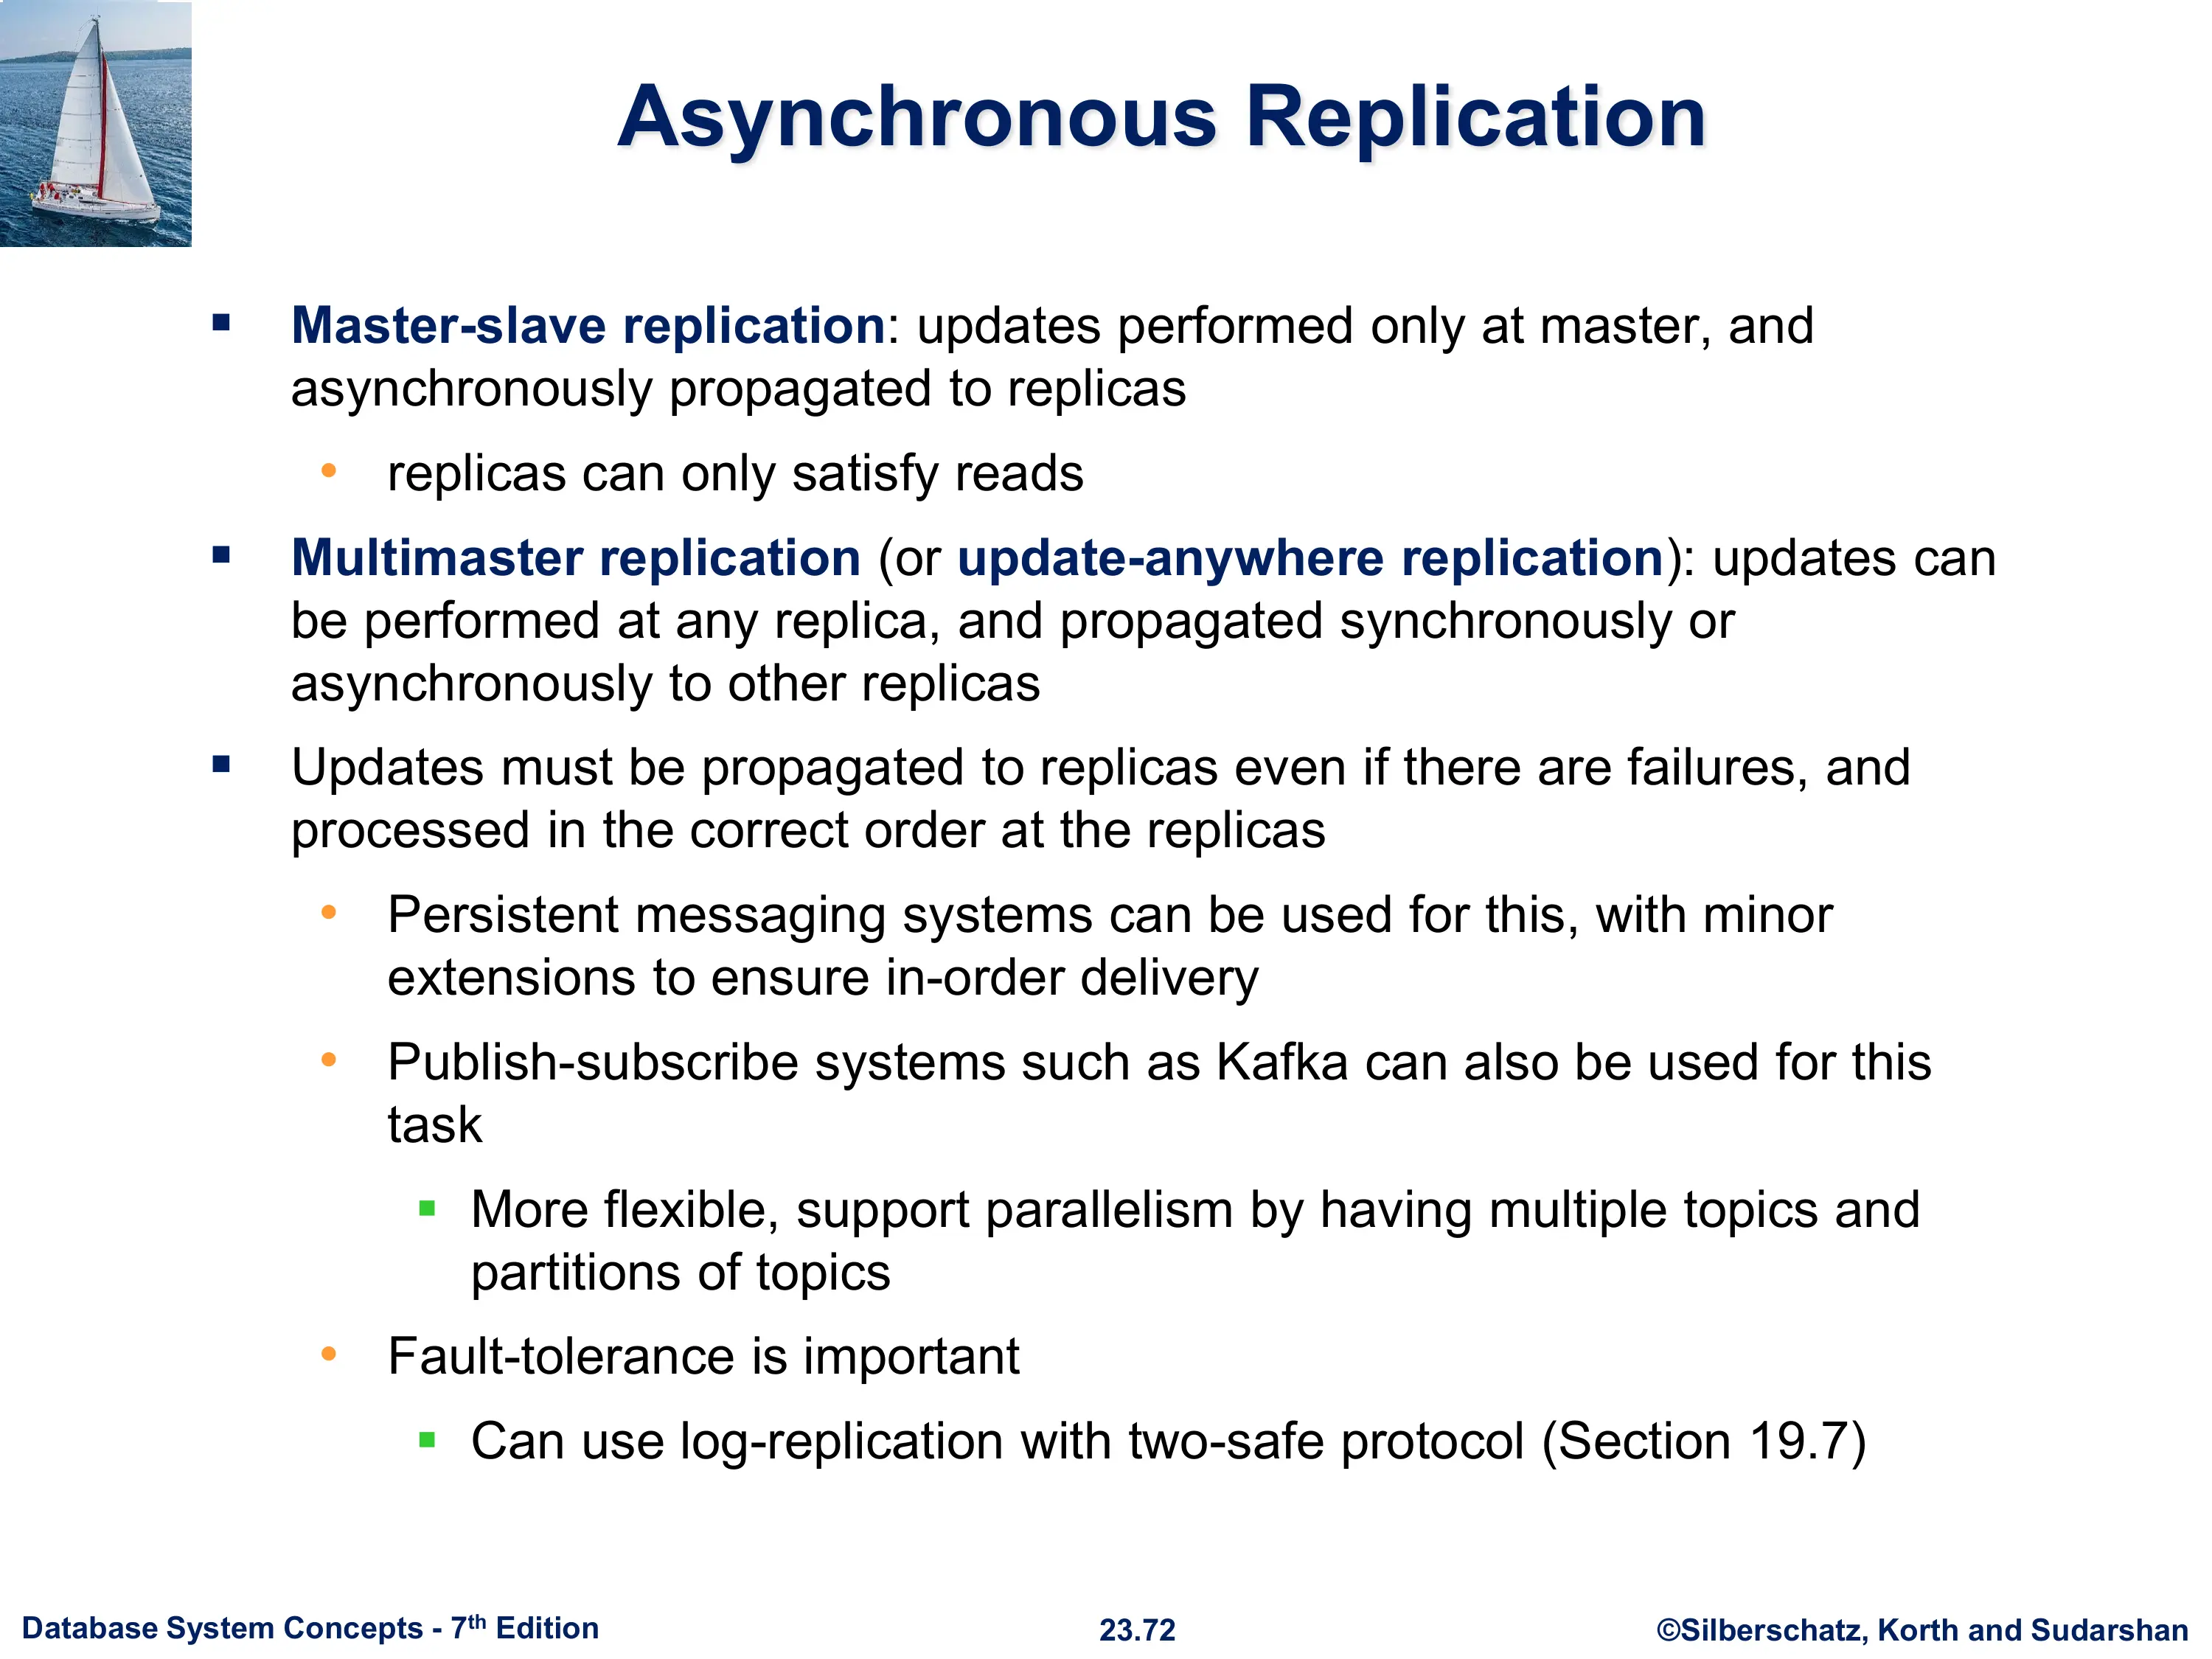 Asynchronous Replication
▪ Master-slave replication: updates performed only at master, and
asynchronously propagated to replicas
• replicas can only satisfy reads
▪ Multimaster replication (or update-anywhere replication): updates can
be performed at any replica, and propagated synchronously or
asynchronously to other replicas
▪ Updates must be propagated to replicas even if there are failures, and
processed in the correct order at the replicas
• Persistent messaging systems can be used for this, with minor
extensions to ensure in-order delivery
• Publish-subscribe systems such as Kafka can also be used for this
task
▪ More flexible, support parallelism by having multiple topics and
partitions of topics
• Fault-tolerance is important
▪ Can use log-replication with two-safe protocol (Section 19.7)
Database System Concepts - 7th Edition
23.72
©Silberschatz, Korth and Sudarshan